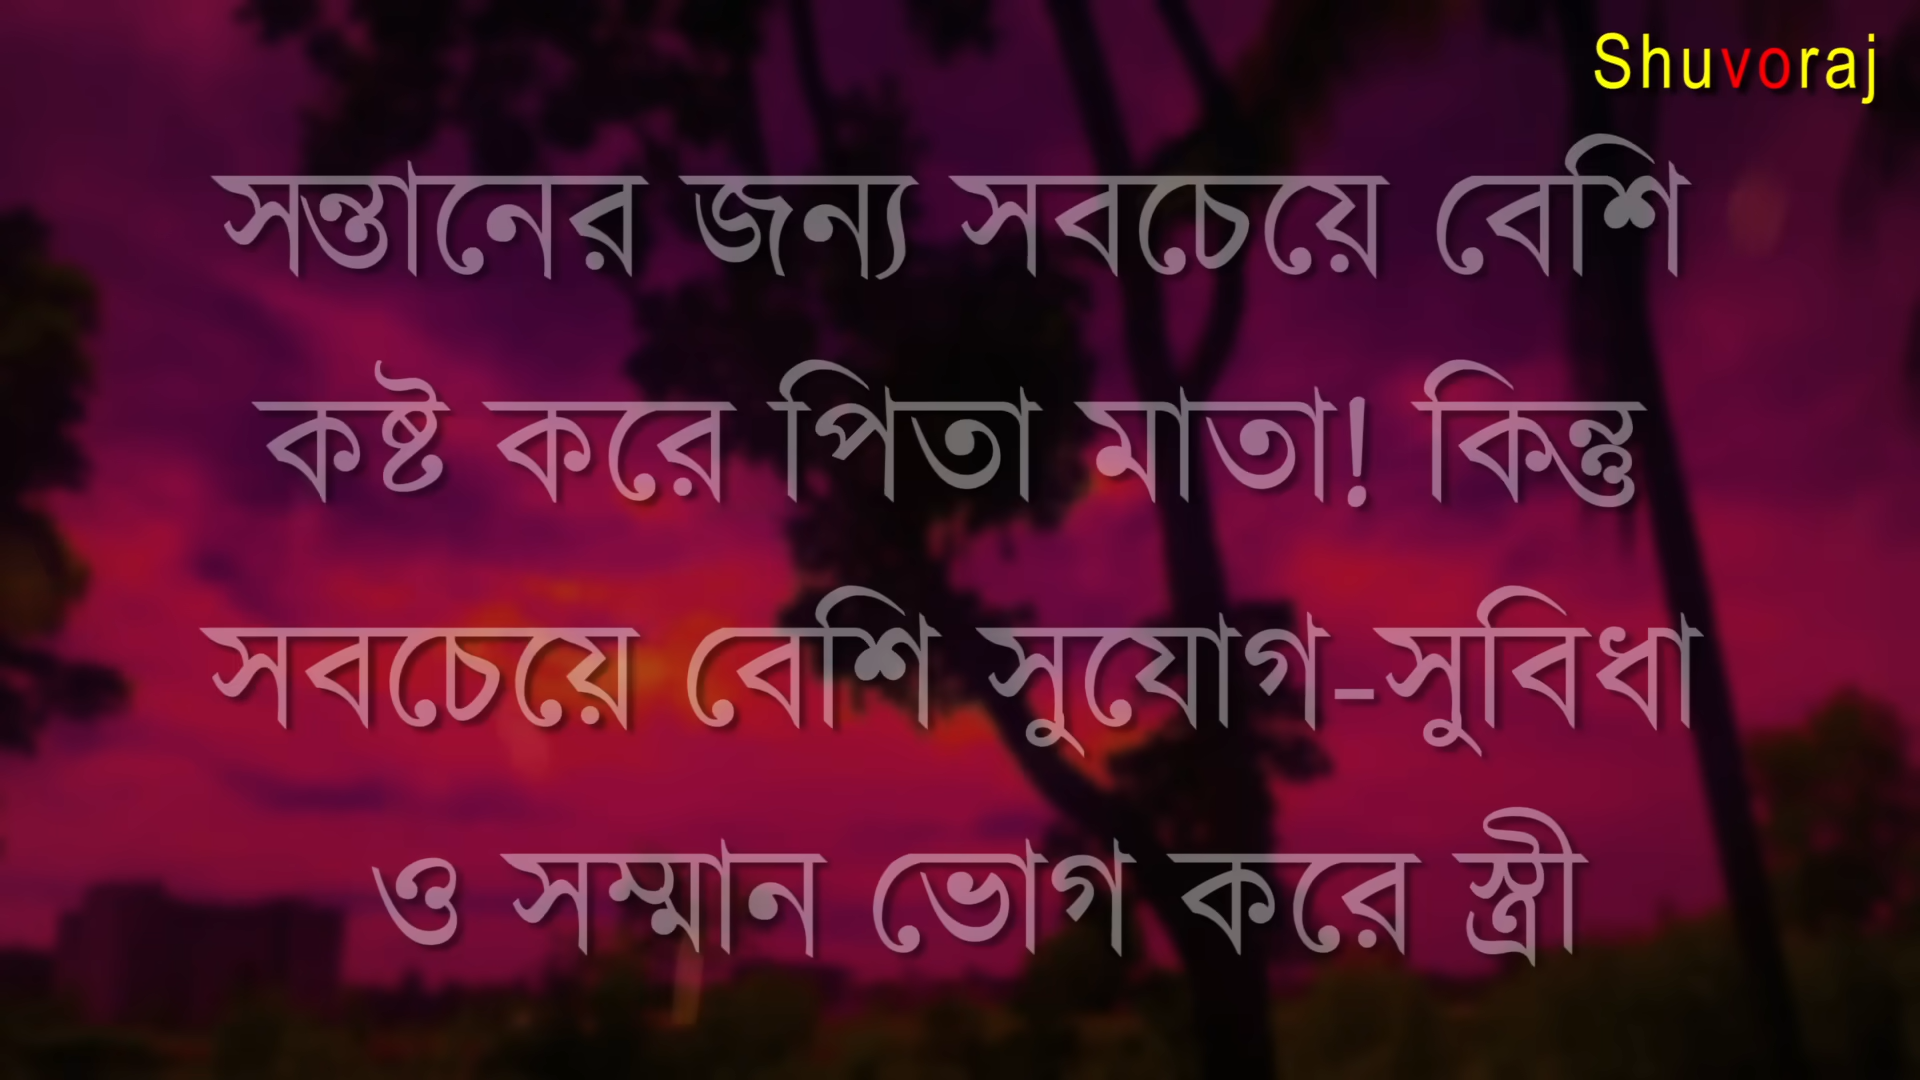 Shuvoraj
সন্তানের জন্য সবচেয়ে বেশি
কষ্ট করে পিতা মাতা! কিন্তু
সবচেয়ে বেশি সুযোগ-সুবিধা
ও সম্মান ভোগ করে স্ত্রী